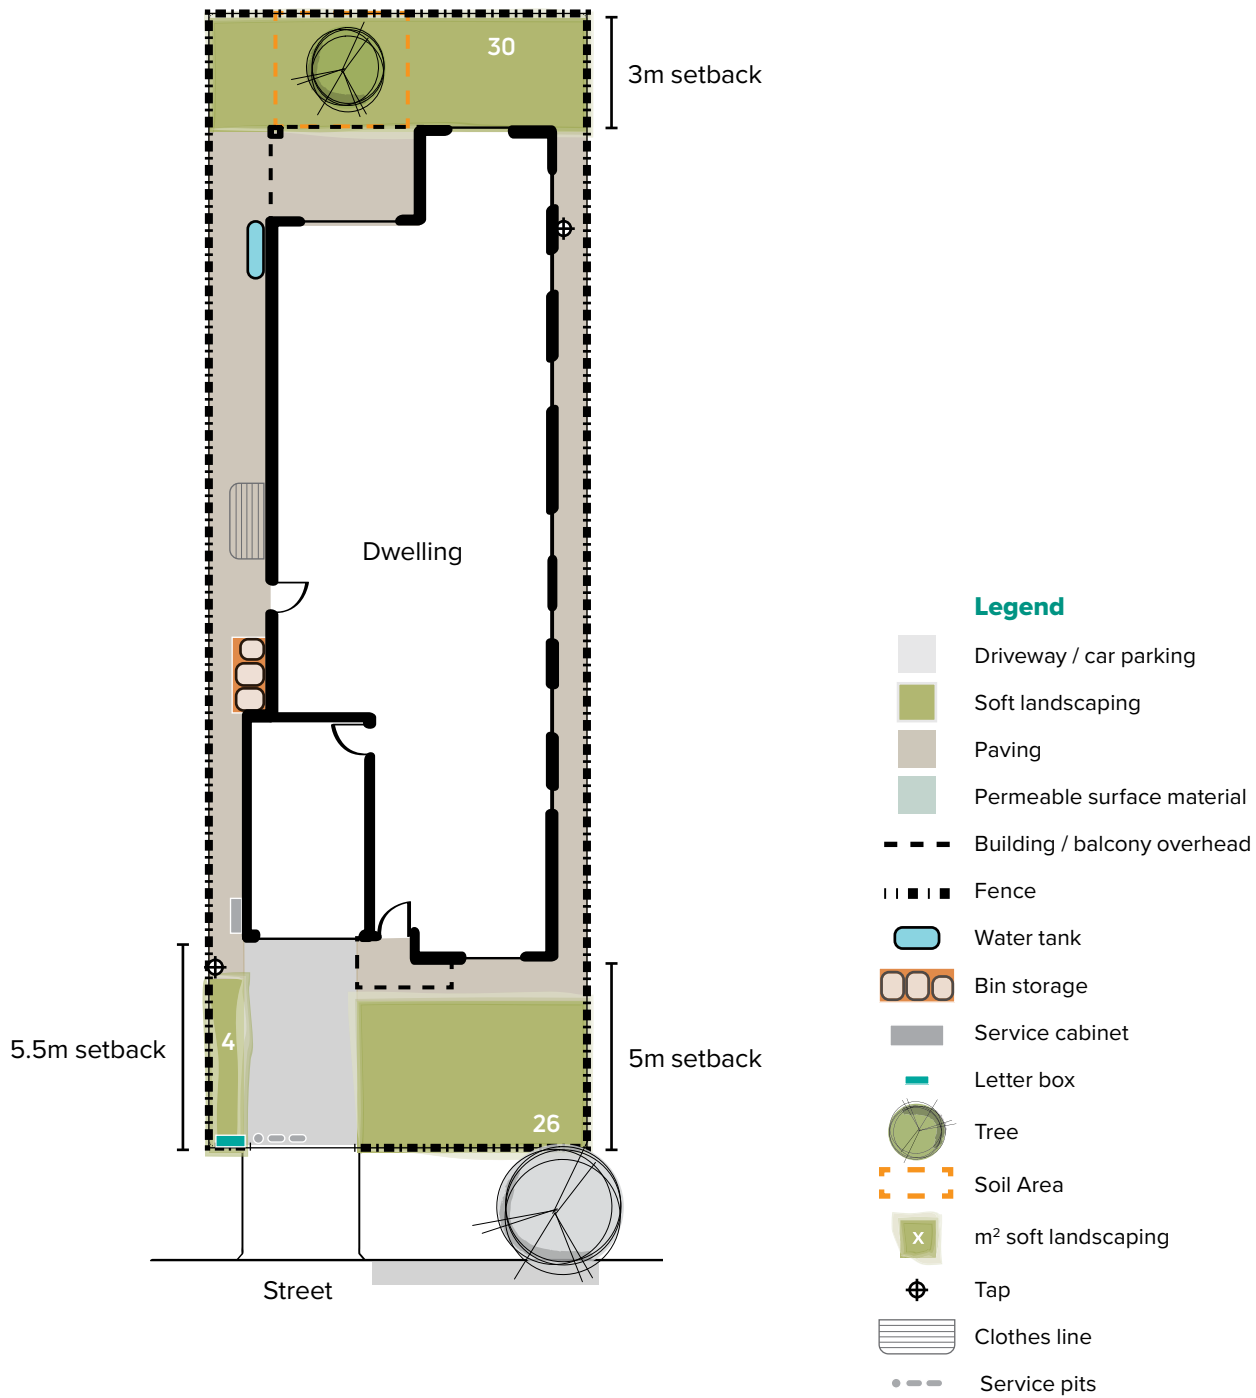 30
3m setback
Dwelling
4
5.5m setback
5m setback
26
Street
Legend
Driveway / car parking
Soft landscaping
Paving
Permeable surface material
Building / balcony overhead
Fence
Water tank
Bin storage
Service cabinet
Letter box
Tree
Soil Area
X
m² soft landscaping
Tap
Clothes line
Service pits